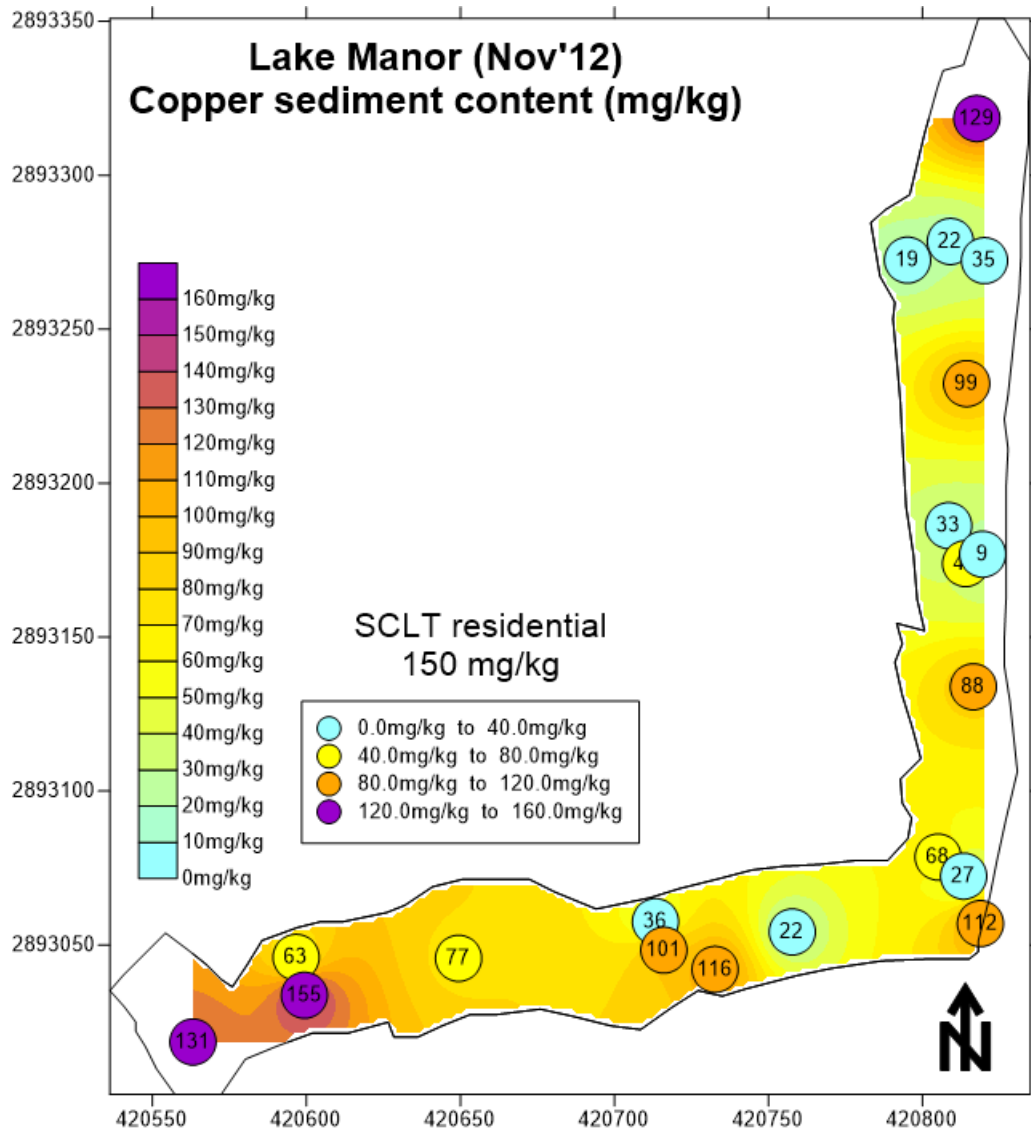 Lake Manor (Nov'12)
Copper sediment content (mg/kg)
2893350
2893300
2893250
2893200
2893150
2893100
2893050
160mg/kg
150mg/kg
140mg/kg
130mg/kg
120mg/kg
110mg/kg
100mg/kg
90mg/kg
80mg/kg
70mg/kg
60mg/kg
50mg/kg
40mg/kg
30mg/kg
20mg/kg
10mg/kg
0mg/kg
SCLT residential
150 mg/kg
0.0mg/kg to 40.0mg/kg
40.0mg/kg to 80.0mg/kg
80.0mg/kg to 120.0mg/kg
120.0mg/kg to 160.0mg/kg
129
22
19
35
99
33
9
88
68
27
112
36
22
101
116
63
77
155
131
N
420550
420600
420650
420700
420750
420800